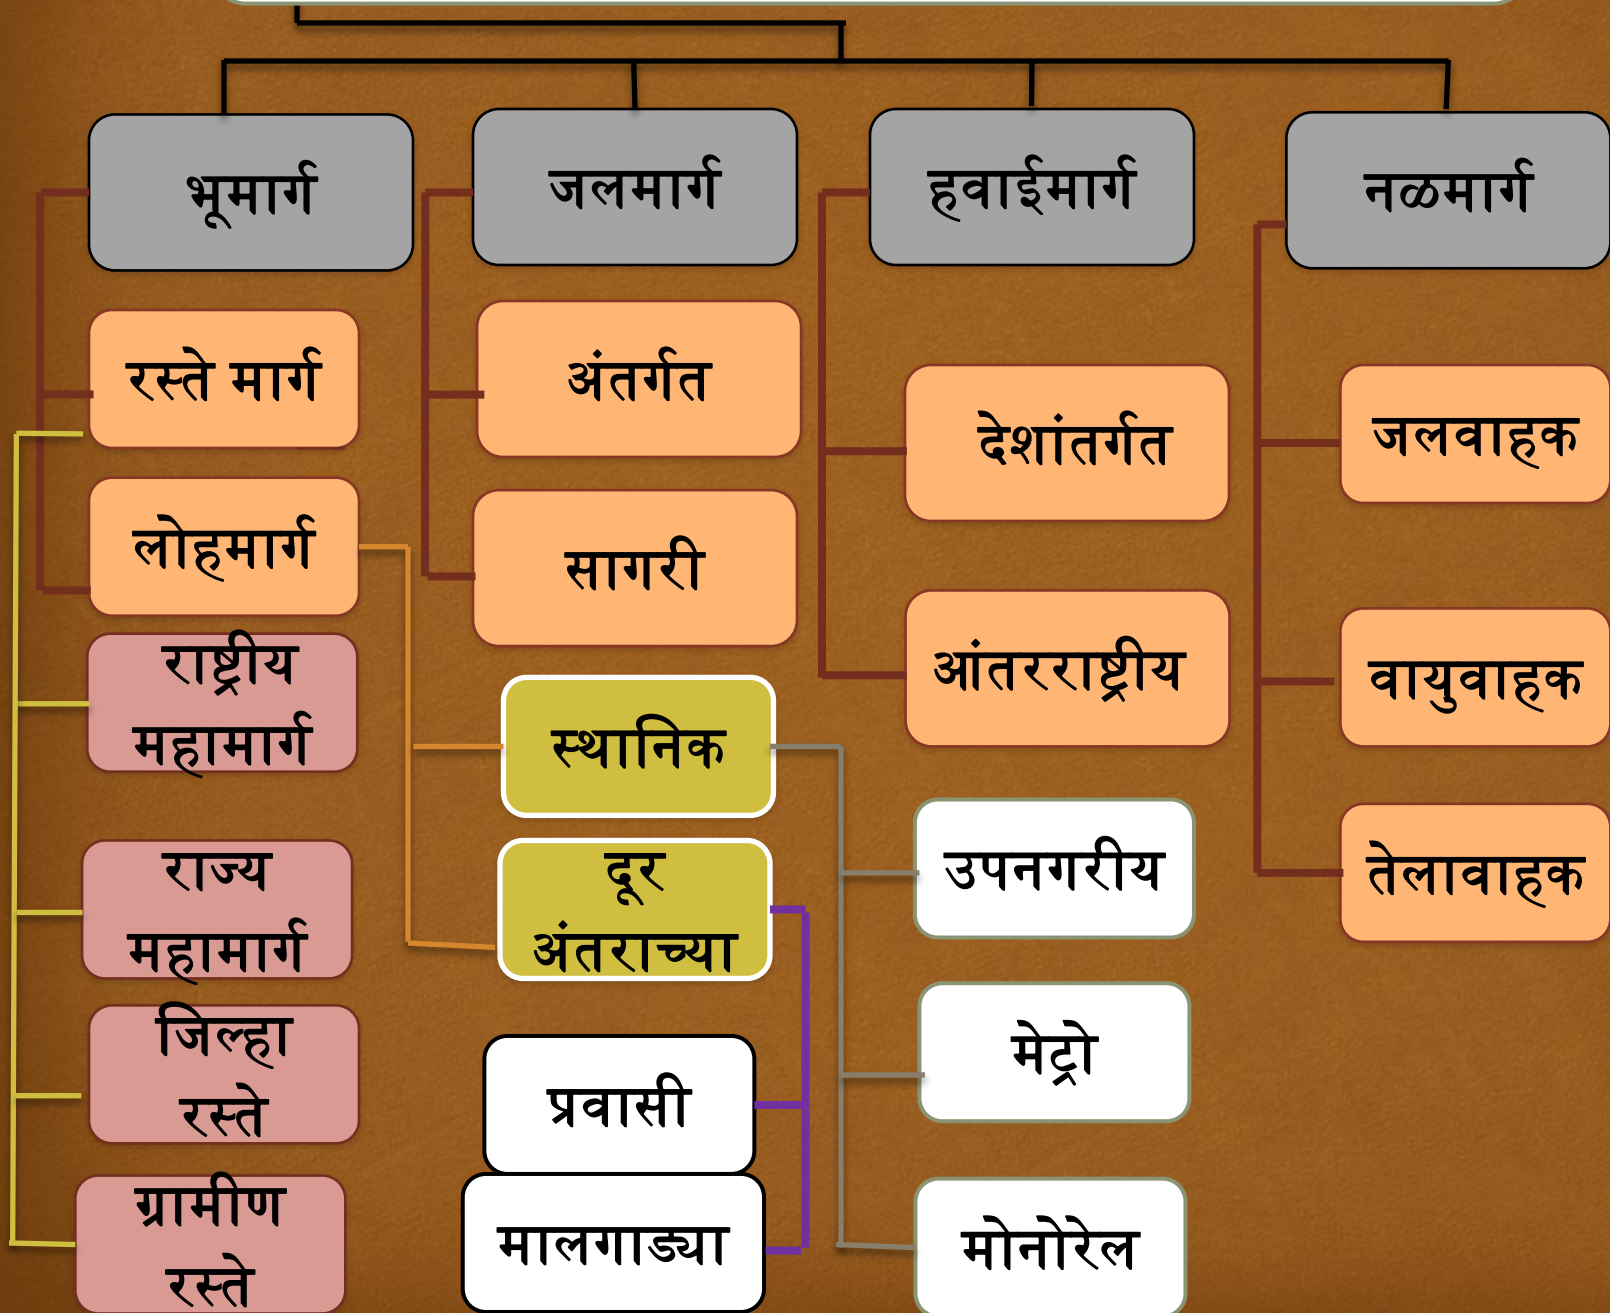 भूमार्ग
जलमार्ग
हवाईमार्ग
नळमार्ग
रस्ते मार्ग
अंतर्गत
देशांतर्गत
जलवाहक
लोहमार्ग
सागरी
आंतरराष्ट्रीय
वायुवाहक
राष्ट्रीय
महामार्ग
स्थानिक
उपनगरीय
तेलावाहक
राज्य
महामार्ग
दूर
अंतराच्या
जिल्हा
रस्ते
प्रवासी
मेट्रो
ग्रामीण
रस्ते
मालगाड्या
मोनोरेल